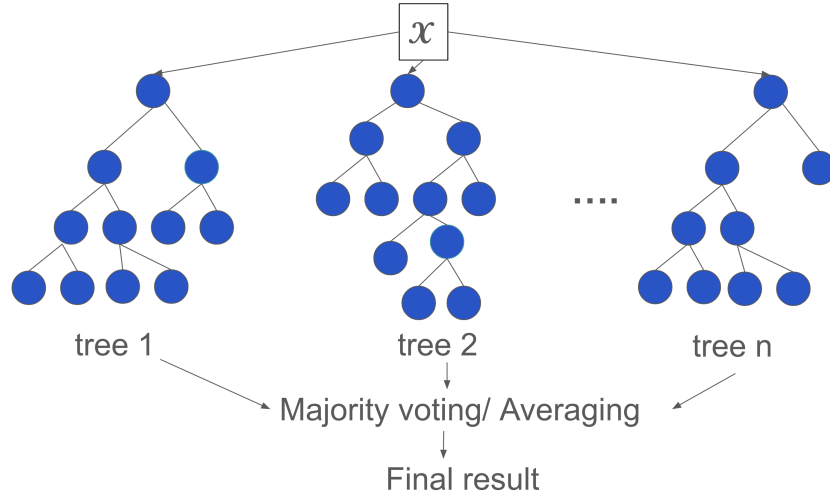 x
....
tree 1
tree 2
tree n
Majority voting/ Averaging
Final result